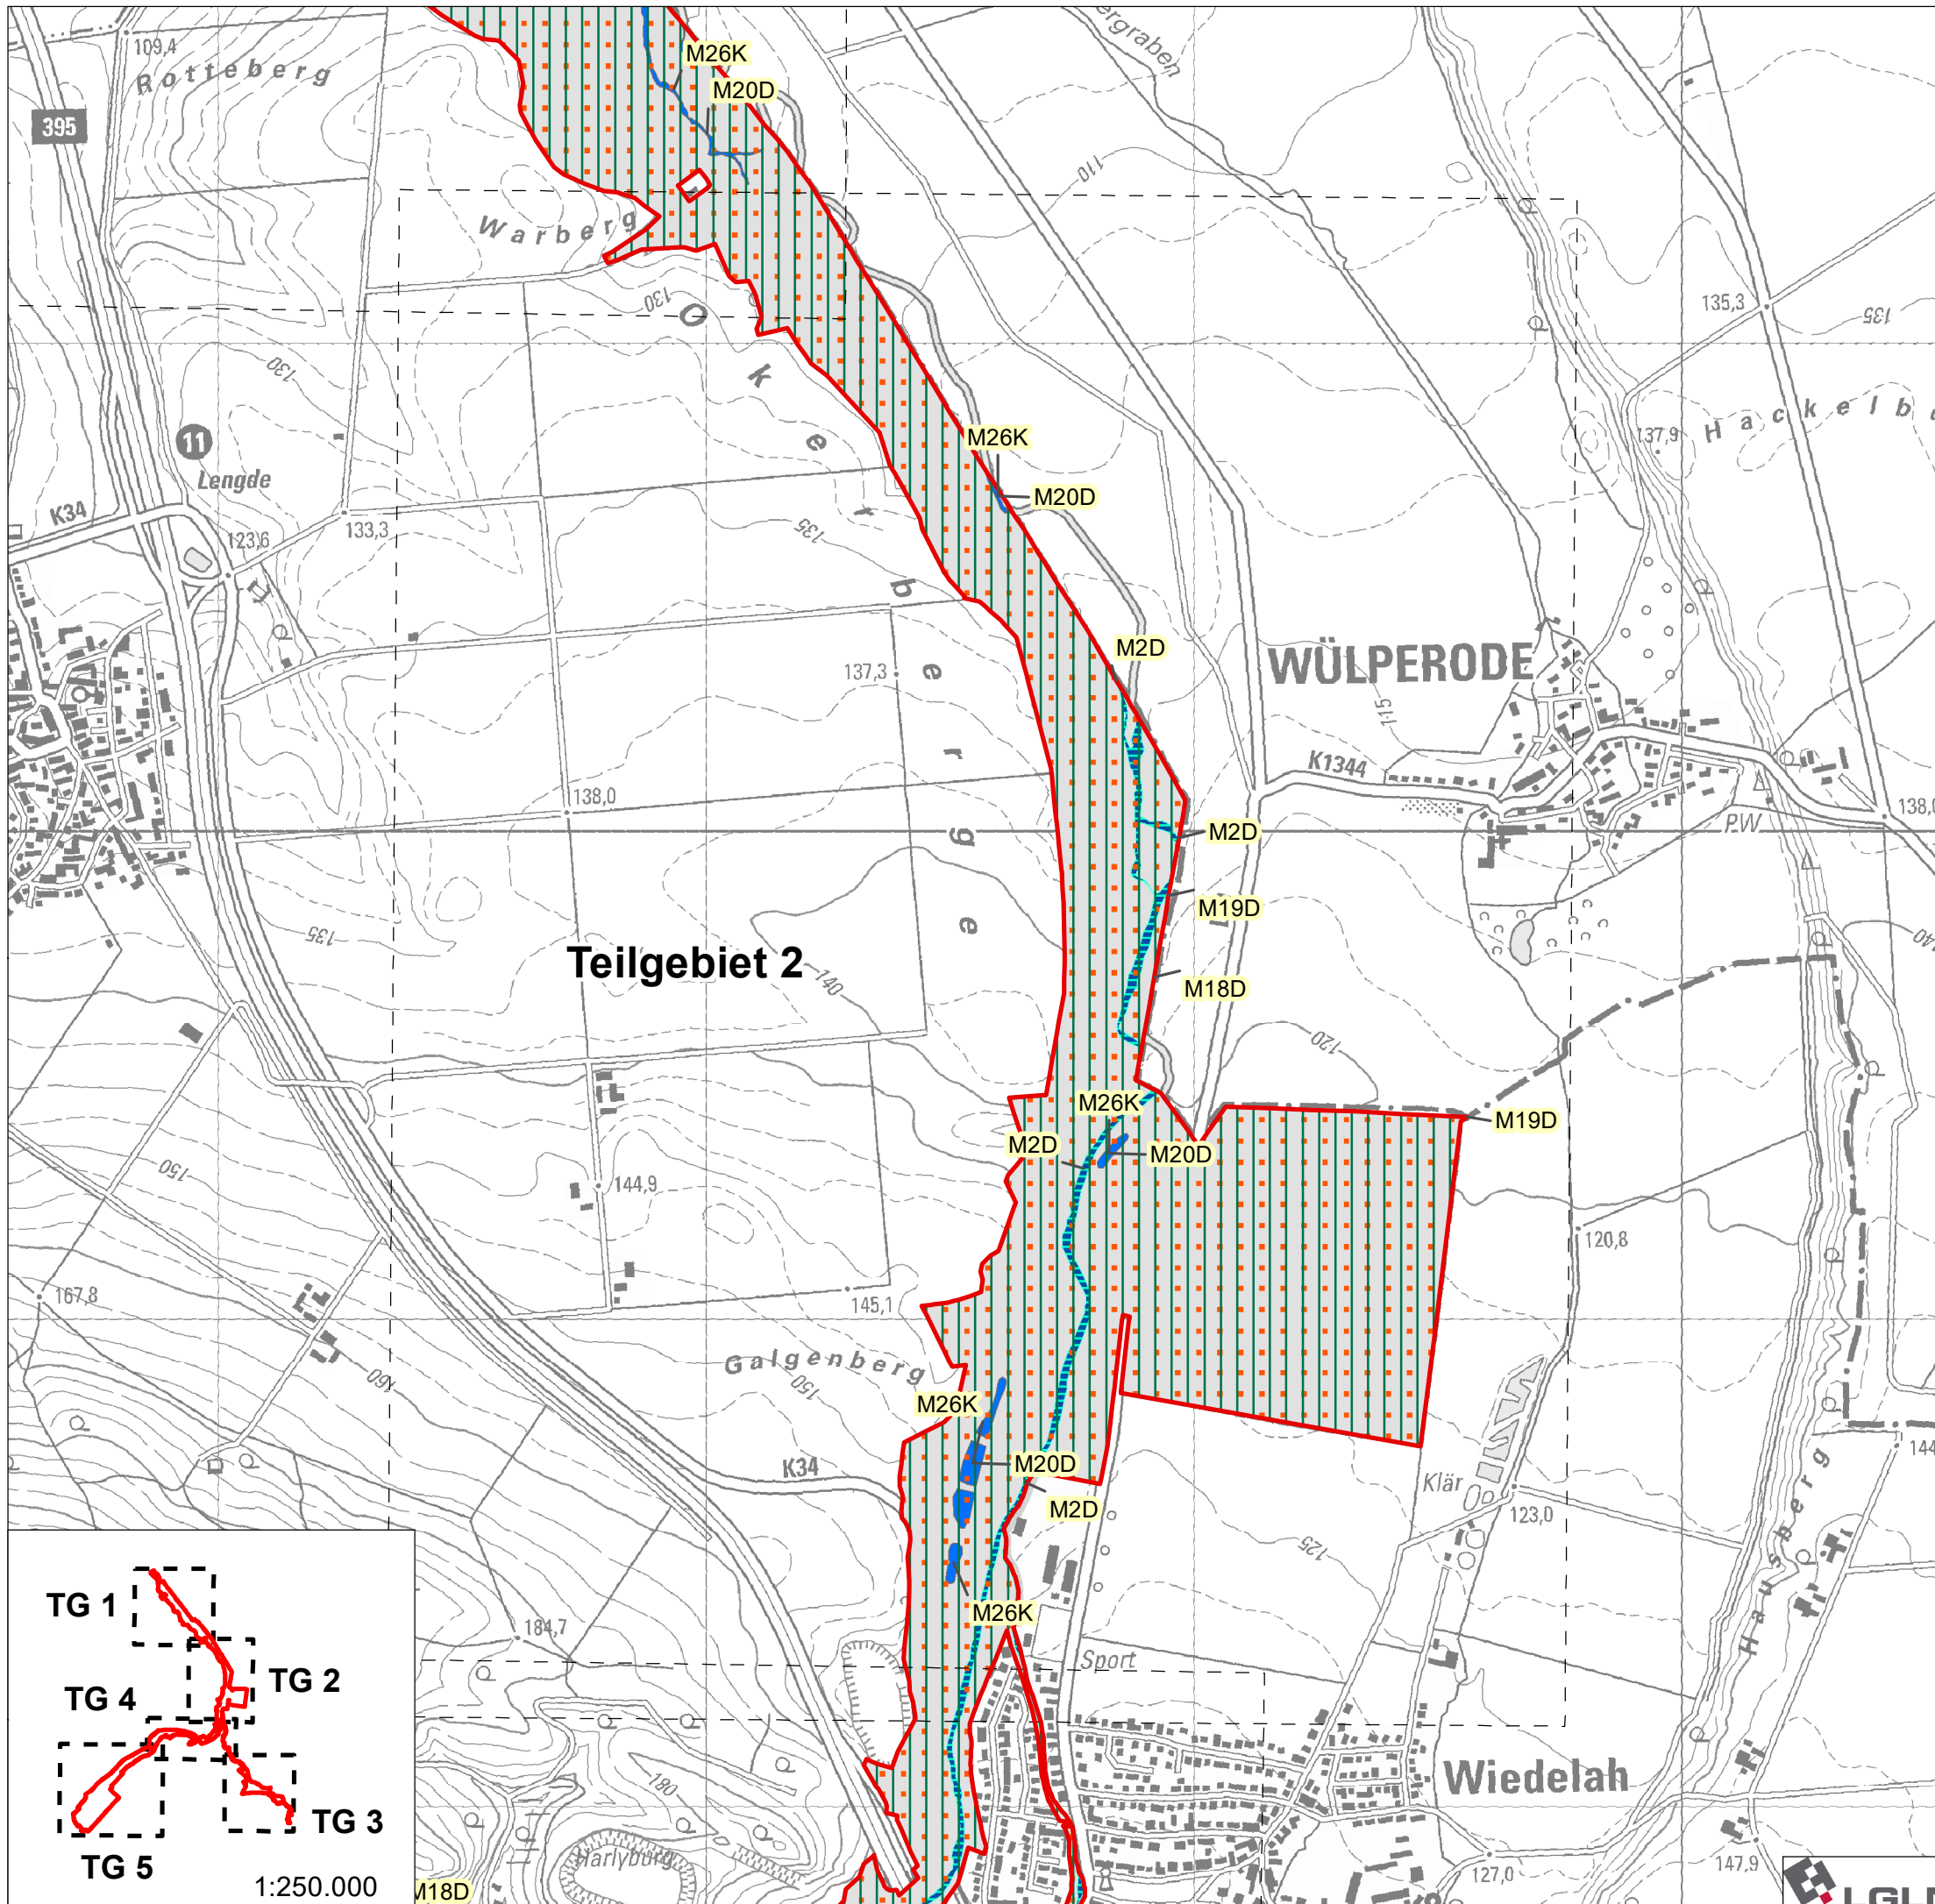 109,4
Rotteberg
395
M26K
M20D
ergraben
110
Warberg
130
Okerberge
135,3
135
Hackelb
137,9
130
11
Lengde
K34
123,6
133,3
135
M26K
M20D
M2D
WÜLPERODE
137,3
115
K1344
138,0
138,0
PW
M2D
M19D
135
Teilgebiet 2
140
140
M18D
120
M26K
M19D
M2D
M20D
150
144,9
120,8
167,8
145,1
Galgenberg
150
160
M26K
144
K34
M20D
Klär
M2D
123,0
125
Hausberg
TG 1
M26K
184,7
Sport
TG 2
TG 4
180
Wiedelah
TG 3
Harlyburg
TG 5
127,0
147,9
1:250.000
M18D